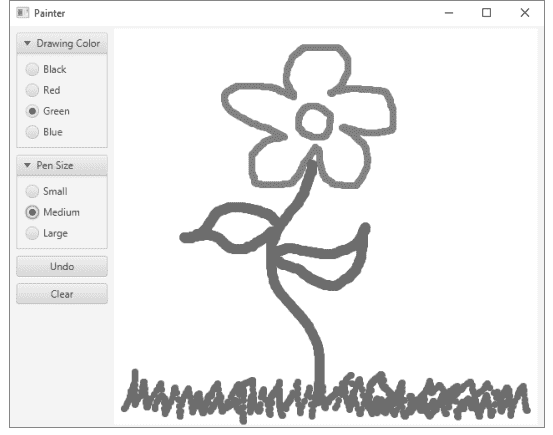 Painter
Drawing Color
Black
Red
Green
Blue
Pen Size
Small
Medium
Large
Undo
Clear